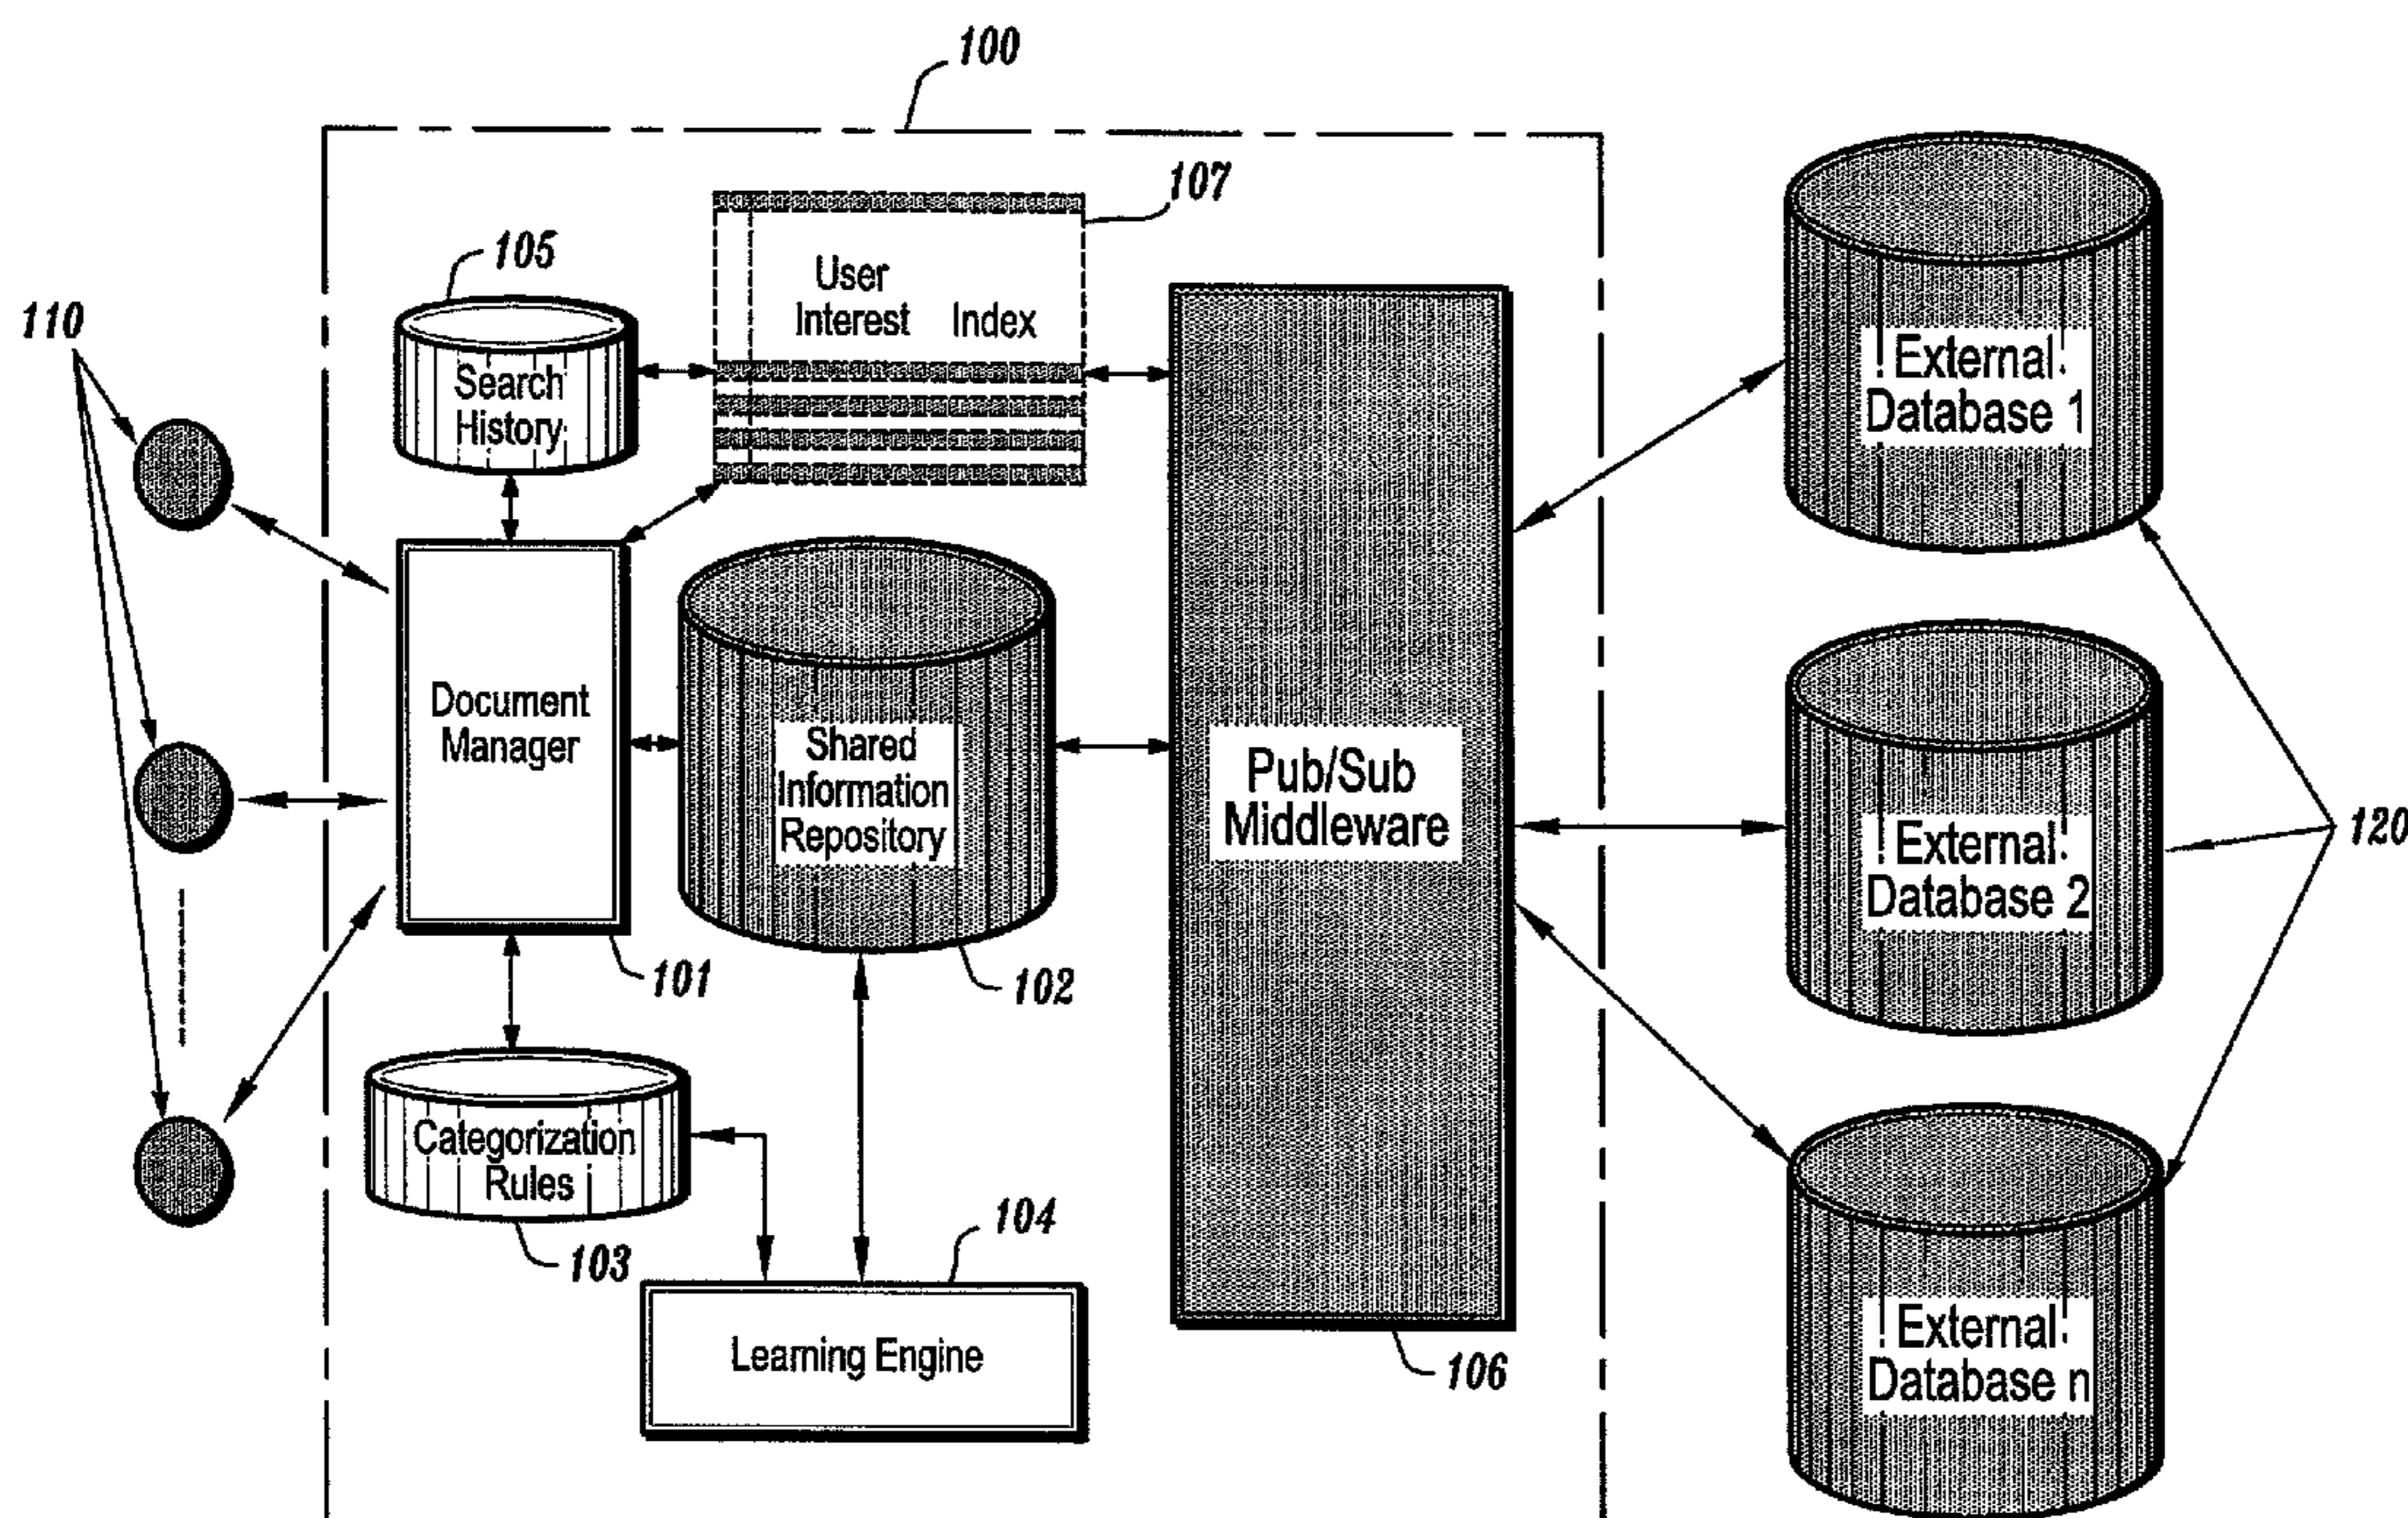 100
107
105
110
User
Interest Index
Search
History
External
Database 1
Document
Manager
Shared
Information
Repository
Pub/Sub
Middleware
External
Database 2
120
101
102
Categorization
Rules
103
104
Learning Engine
106
External
Database n